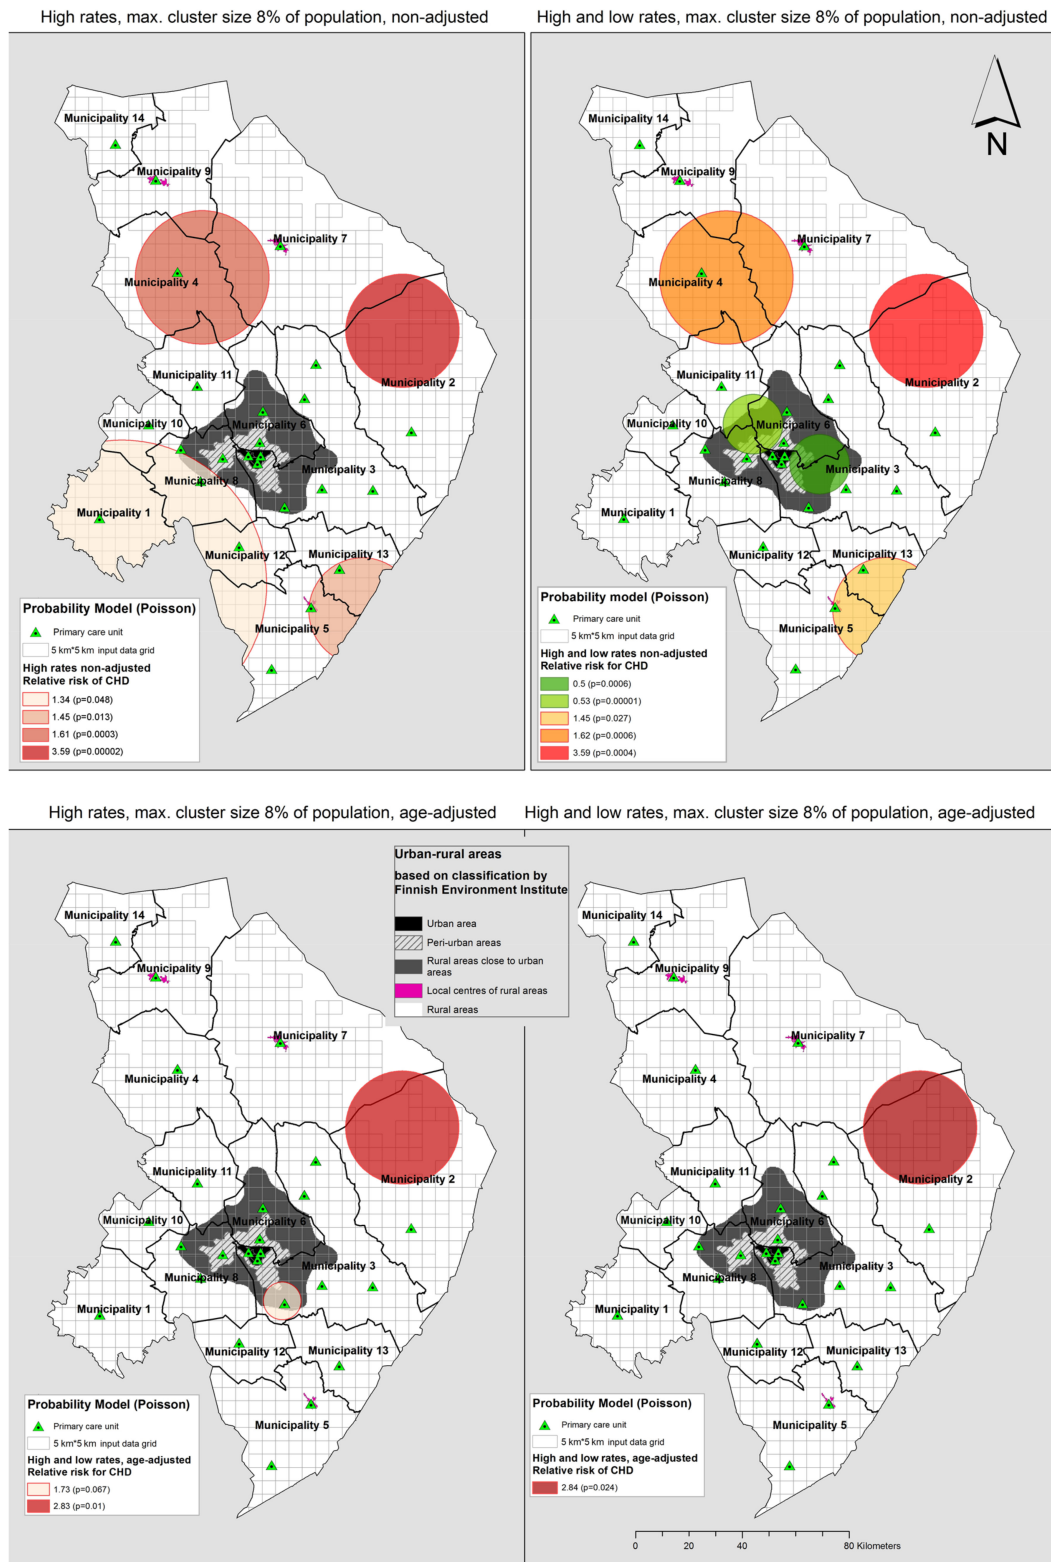 High rates, max. cluster size 8% of population, non-adjusted
High and low rates, max. cluster size 8% of population, non-adjusted
Municipality 14
Municipality 9
Municipality 7
Municipality 4
Municipality 2
Municipality 11
Municipality 10
Municipality 6
Municipality 3
Municipality 8
Municipality 1
Municipality 12
Municipality 13
Municipality 5
Probability Model (Poisson)
Primary care unit
5 km*5 km input data grid
High rates non-adjusted
Relative risk of CHD
1.34 (p=0.048)
1.45 (p=0.013)
1.61 (p=0.0003)
3.59 (p=0.00002)
N
Municipality 14
Municipality 9
Municipality 7
Municipality 4
Municipality 2
Municipality 11
Municipality 10
Municipality 6
Municipality 3
Municipality 8
Municipality 1
Municipality 12
Municipality 13
Municipality 5
Probability model (Poisson)
Primary care unit
5 km*5 km input data grid
High and low rates non-adjusted
Relative risk for CHD
0.5 (p=0.0006)
0.53 (p=0.00001)
1.45 (p=0.027)
1.62 (p=0.0006)
3.59 (p=0.0004)
High rates, max. cluster size 8% of population, age-adjusted
High and low rates, max. cluster size 8% of population, age-adjusted
Urban-rural areas
based on classification by
Finnish Environment Institute
Urban area
Peri-urban areas
Rural areas close to urban
areas
Local centres of rural areas
Rural areas
Municipality 14
Municipality 9
Municipality 7
Municipality 4
Municipality 2
Municipality 11
Municipality 10
Municipality 6
Municipality 3
Municipality 8
Municipality 1
Municipality 12
Municipality 13
Municipality 5
Probability Model (Poisson)
Primary care unit
5 km*5 km input data grid
High and low rates, age-adjusted
Relative risk for CHD
1.73 (p=0.067)
2.83 (p=0.01)
Municipality 14
Municipality 9
Municipality 7
Municipality 4
Municipality 2
Municipality 11
Municipality 10
Municipality 6
Municipality 3
Municipality 8
Municipality 1
Municipality 12
Municipality 13
Municipality 5
Probability Model (Poisson)
Primary care unit
5 km*5 km input data grid
High and low rates, age-adjusted
Relative risk of CHD
2.84 (p=0.024)
0 20 40 80 Kilometers